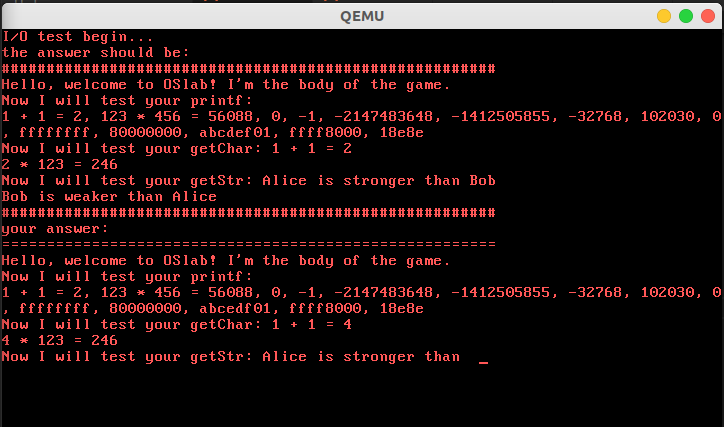 QEMU
I/O test begin...
the answer should be:
#######################################################
Hello, welcome to OSlab! I'm the body of the game.
Now I will test your printf:
1 + 1 = 2, 123 * 456 = 56088, 0, -1, -2147483648, -1412505855, -32768, 102030, 0
, ffffffff, 80000000, abcdef01, ffff8000, 18e8e
Now I will test your getChar: 1 + 1 = 2
2 * 123 = 246
Now I will test your getStr: Alice is stronger than Bob
Bob is weaker than Alice
#######################################################
your answer:
=======================================================
Hello, welcome to OSlab! I'm the body of the game.
Now I will test your printf:
1 + 1 = 2, 123 * 456 = 56088, 0, -1, -2147483648, -1412505855, -32768, 102030, 0
, ffffffff, 80000000, abcdef01, ffff8000, 18e8e
Now I will test your getChar: 1 + 1 = 4
4 * 123 = 246
Now I will test your getStr: Alice is stronger than _